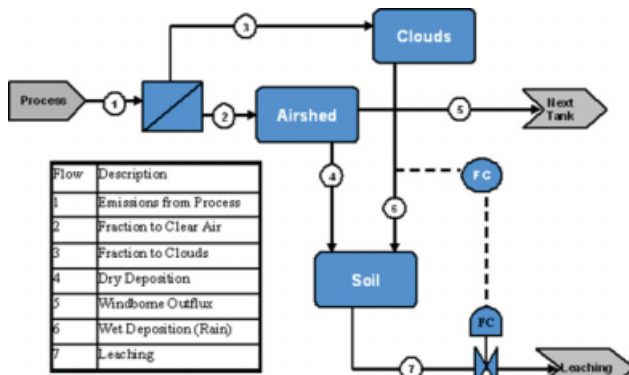 3
Clouds
Process
1
2
Airshed
5
Next
Tank
4
FC
6
Flow Description
1 Emissions from Process
2 Fraction to Clear Air
3 Fraction to Clouds
4 Dry Deposition
5 Windborne Outflux
6 Wet Deposition (Rain)
7 Leaching
Soil
FC
7
Leaching